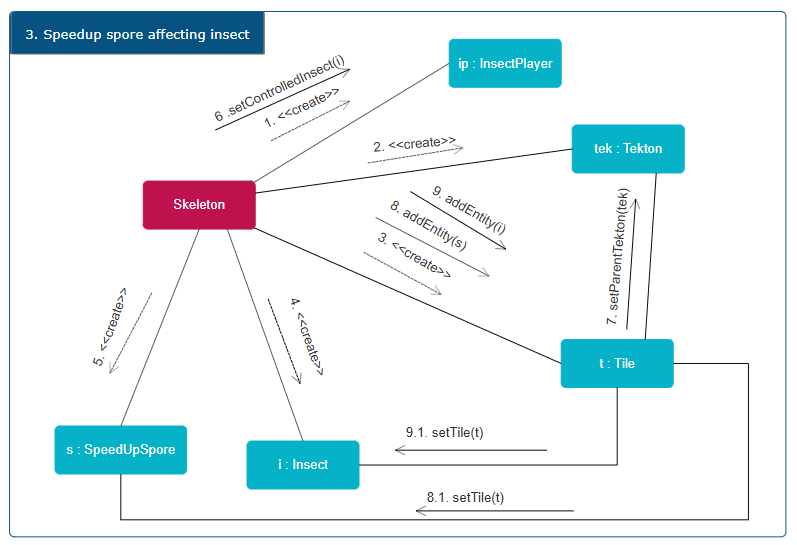 3. Speedup spore affecting insect
ip : InsectPlayer
6 .setControlledInsect(i)
1. <<create>>
2. <<create>>
tek : Tekton
Skeleton
9. addEntity(i)
8. addEntity(s)
3. <<create>>
7. setParentTekton(tek)
5. <<create>>
4. <<create>>
t : Tile
9.1. setTile(t)
s : SpeedUpSpore
i : Insect
8.1. setTile(t)